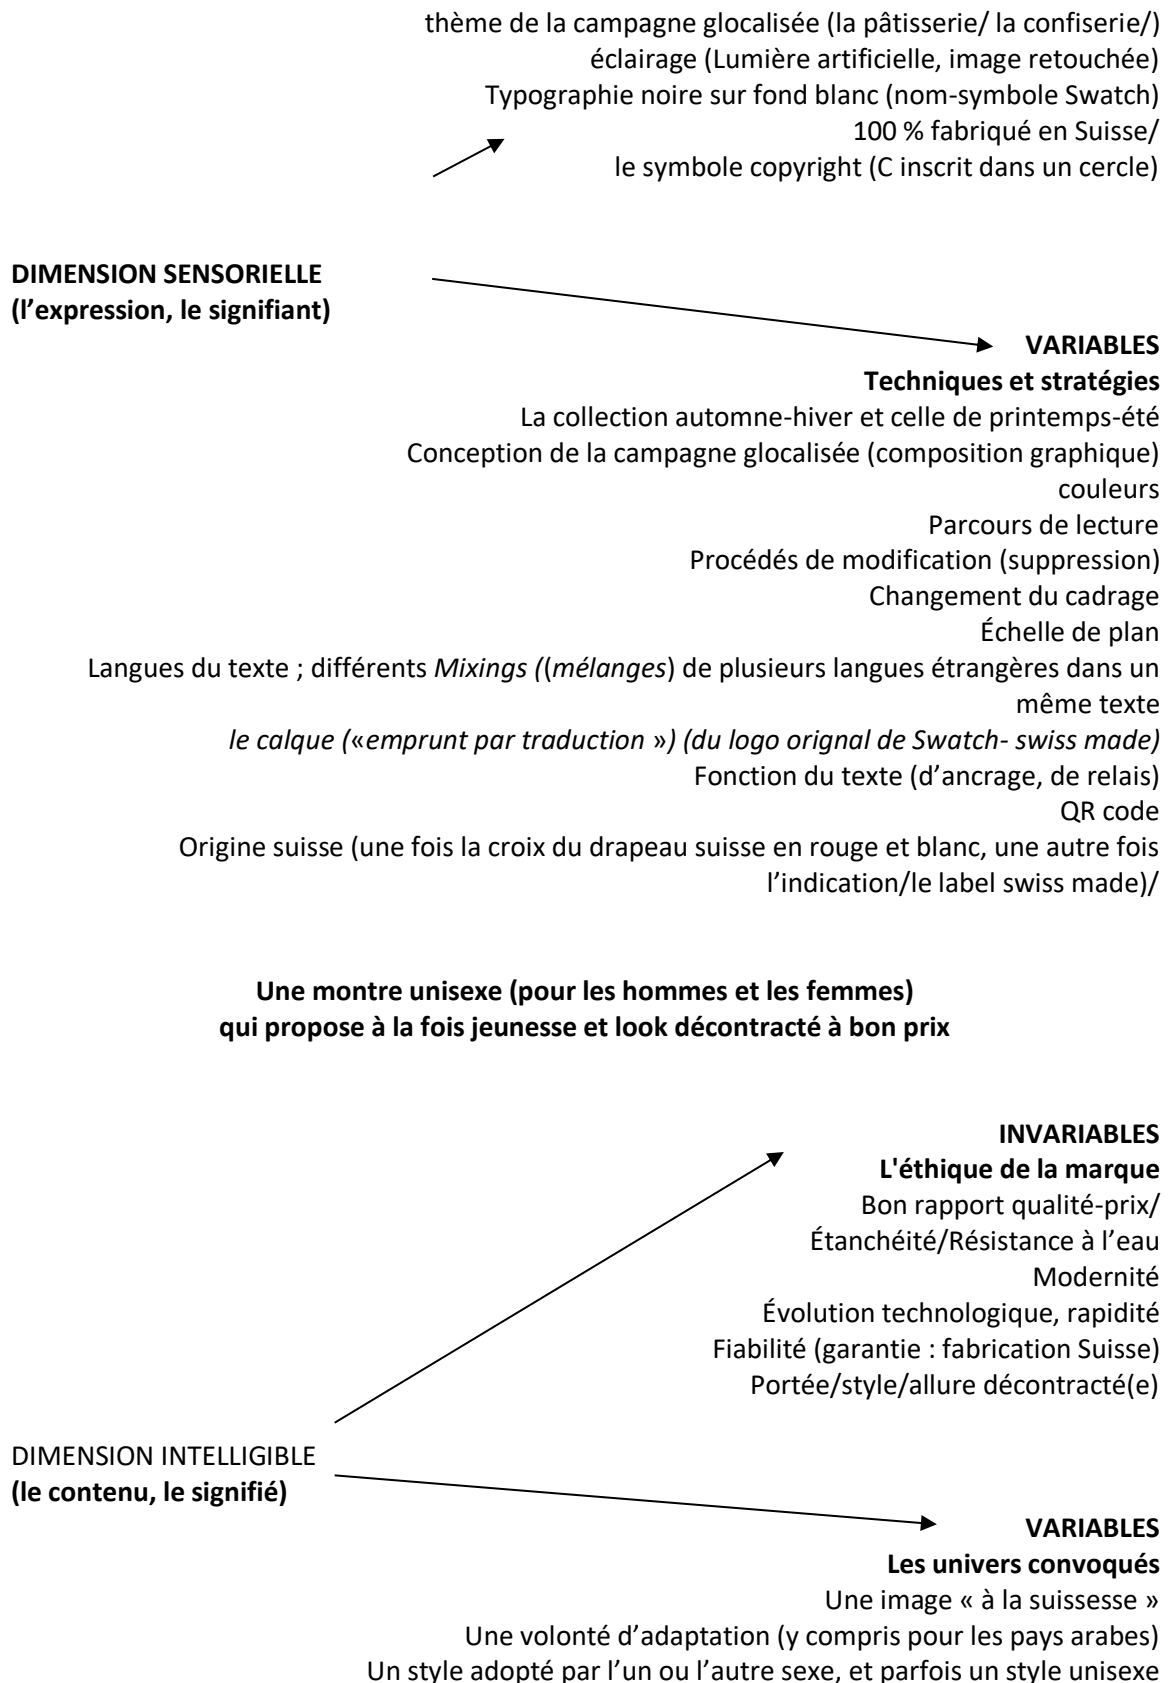 thème de la campagne glocalisée (la pâtisserie/ la confiserie/)
éclairage (Lumière artificielle, image retouchée)
Typographie noire sur fond blanc (nom-symbole Swatch)
100 % fabriqué en Suisse/
le symbole copyright (C inscrit dans un cercle)
DIMENSION SENSORIELLE
(l’expression, le signifiant)
VARIABLES
Techniques et stratégies
La collection automne-hiver et celle de printemps-été
Conception de la campagne glocalisée (composition graphique)
couleurs
Parcours de lecture
Procédés de modification (suppression)
Changement du cadrage
Échelle de plan
Langues du texte ; différents Mixings ((mélanges) de plusieurs langues étrangères dans un
même texte
le calque («emprunt par traduction ») (du logo orignal de Swatch- swiss made)
Fonction du texte (d’ancrage, de relais)
QR code
Origine suisse (une fois la croix du drapeau suisse en rouge et blanc, une autre fois
l’indication/le label swiss made)/
Une montre unisexe (pour les hommes et les femmes)
qui propose à la fois jeunesse et look décontracté à bon prix
INVARIABLES
L'éthique de la marque
Bon rapport qualité-prix/
Étanchéité/Résistance à l’eau
Modernité
Évolution technologique, rapidité
Fiabilité (garantie : fabrication Suisse)
Portée/style/allure décontracté(e)
DIMENSION INTELLIGIBLE
(le contenu, le signifié)
VARIABLES
Les univers convoqués
Une image « à la suissesse »
Une volonté d’adaptation (y compris pour les pays arabes)
Un style adopté par l’un ou l’autre sexe, et parfois un style unisexe